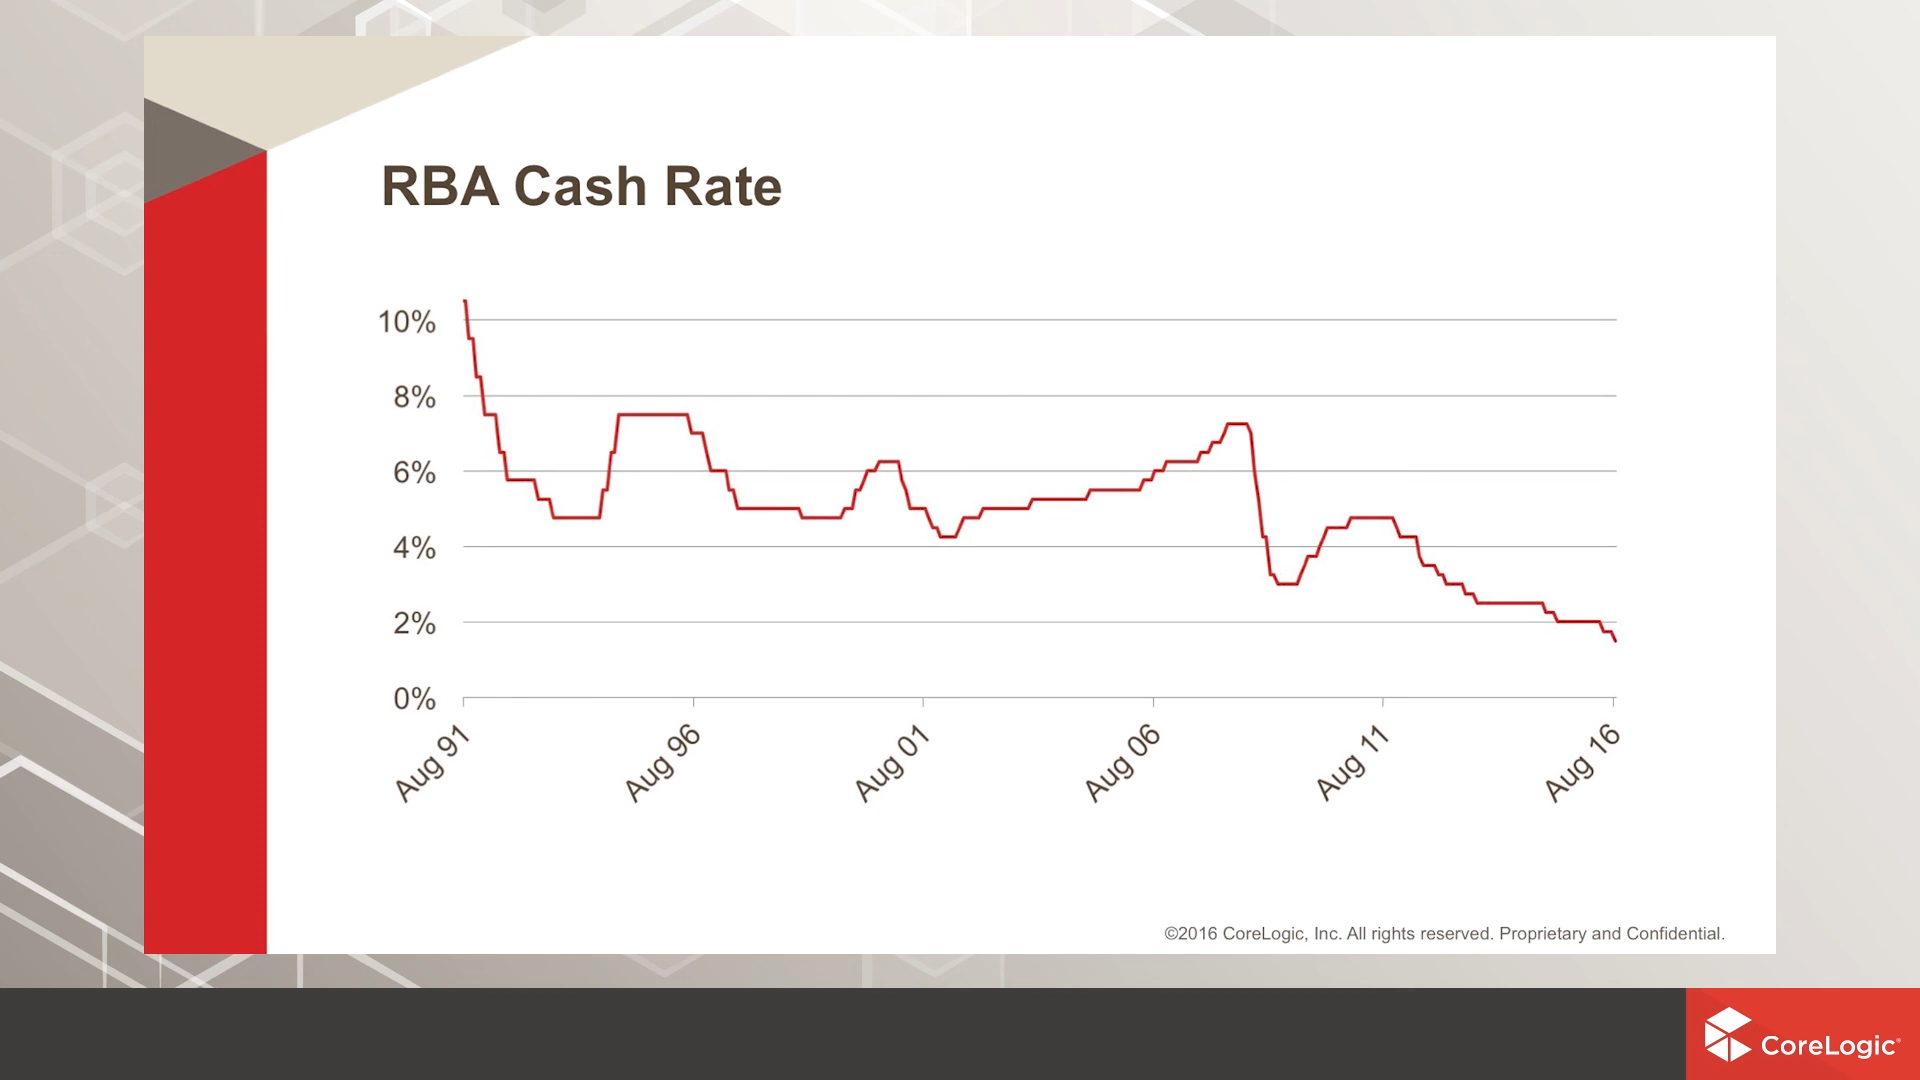 RBA Cash Rate
10%
8%
6%
4%
2%
0%
Aug 91
Aug 96
Aug 01
Aug 06
Aug 11
Aug 16
©2016 CoreLogic, Inc. All rights reserved. Proprietary and Confidential.
CoreLogic